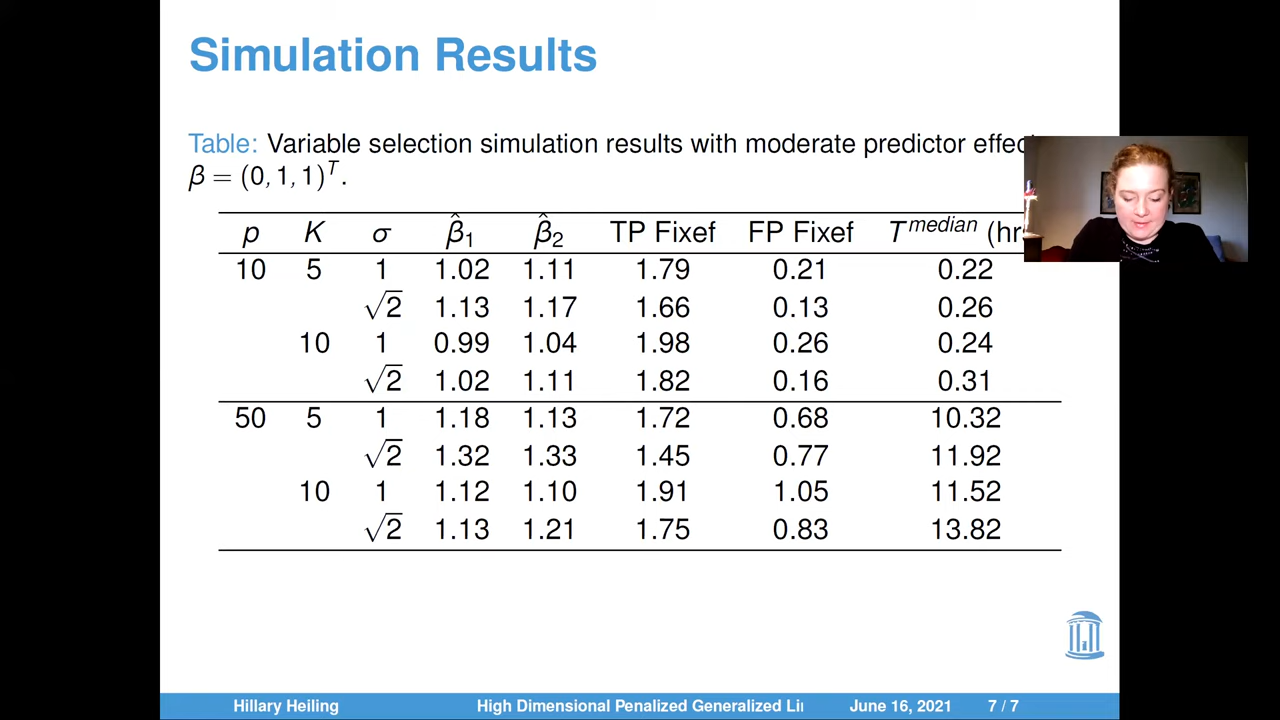 Simulation Results
Table: Variable selection simulation results with moderate predictor
β = (0, 1, 1)ᵀ.
p K σ β̂₁ β̂₂ TP Fixef FP Fixef Tᵐᵉᵈⁱᵃⁿ
10 5 1 1.02 1.11 1.79 0.21 0.22
√2 1.13 1.17 1.66 0.13 0.26
10 1 0.99 1.04 1.98 0.26 0.24
√2 1.02 1.11 1.82 0.16 0.31
50 5 1 1.18 1.13 1.72 0.68 10.32
√2 1.32 1.33 1.45 0.77 11.92
10 1 1.12 1.10 1.91 1.05 11.52
√2 1.13 1.21 1.75 0.83 13.82
Hillary Heiling High Dimensional Penalized Generalized June 16, 2021 7 / 7